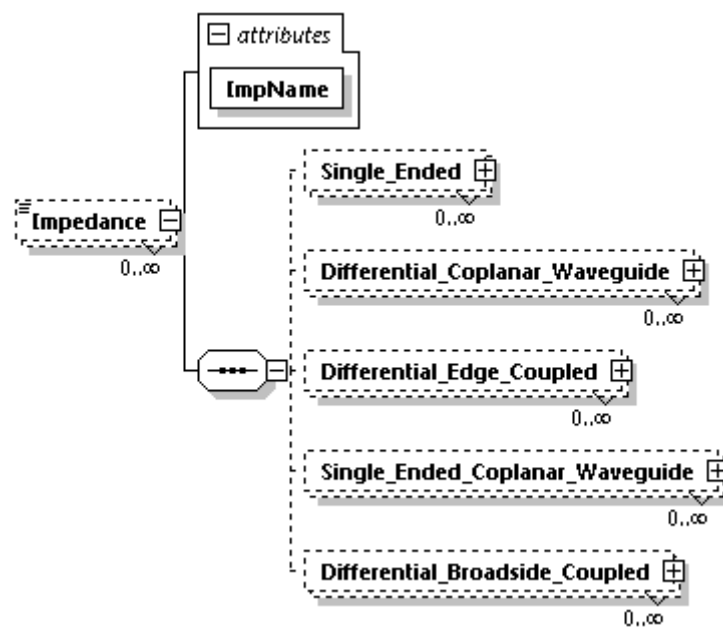 attributes
ImpName
Single_Ended
0..∞
Impedance
0..∞
Differential_Coplanar_Waveguide
0..∞
Differential_Edge_Coupled
0..∞
Single_Ended_Coplanar_Waveguide
0..∞
Differential_Broadside_Coupled
0..∞